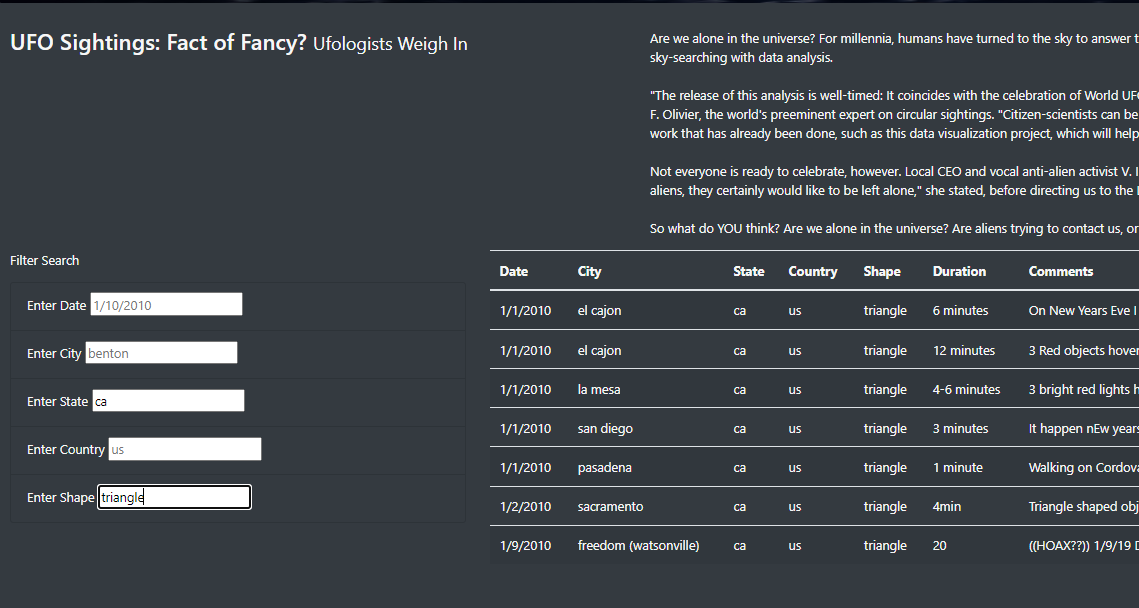 UFO Sightings: Fact of Fancy? Ufologists Weigh In
Are we alone in the universe? For millennia, humans have turned to the sky to answer
sky-searching with data analysis.
"The release of this analysis is well-timed: It coincides with the celebration of World
F. Olivier, the world's preeminent expert on circular sightings. "Citizen-scientists can be
work that has already been done, such as this data visualization project, which will help
Not everyone is ready to celebrate, however. Local CEO and vocal anti-alien activist V.
aliens, they certainly would like to be left alone," she stated, before directing us to the
So what do YOU think? Are we alone in the universe? Are aliens trying to contact us, or
Filter Search
Enter Date 1/10/2010
Enter City benton
Enter State ca
Enter Country us
Enter Shape triangle
Date City State Country Shape Duration Comments
1/1/2010 el cajon ca us triangle 6 minutes On New Years Eve I
1/1/2010 el cajon ca us triangle 12 minutes 3 Red objects hover
1/1/2010 la mesa ca us triangle 4-6 minutes 3 bright red lights h
1/1/2010 san diego ca us triangle 3 minutes It happen nEw years
1/1/2010 pasadena ca us triangle 1 minute Walking on Cordova
1/2/2010 sacramento ca us triangle 4min Triangle shaped obj
1/9/2010 freedom (watsonville) ca us triangle 20 ((HOAX??)) 1/9/19